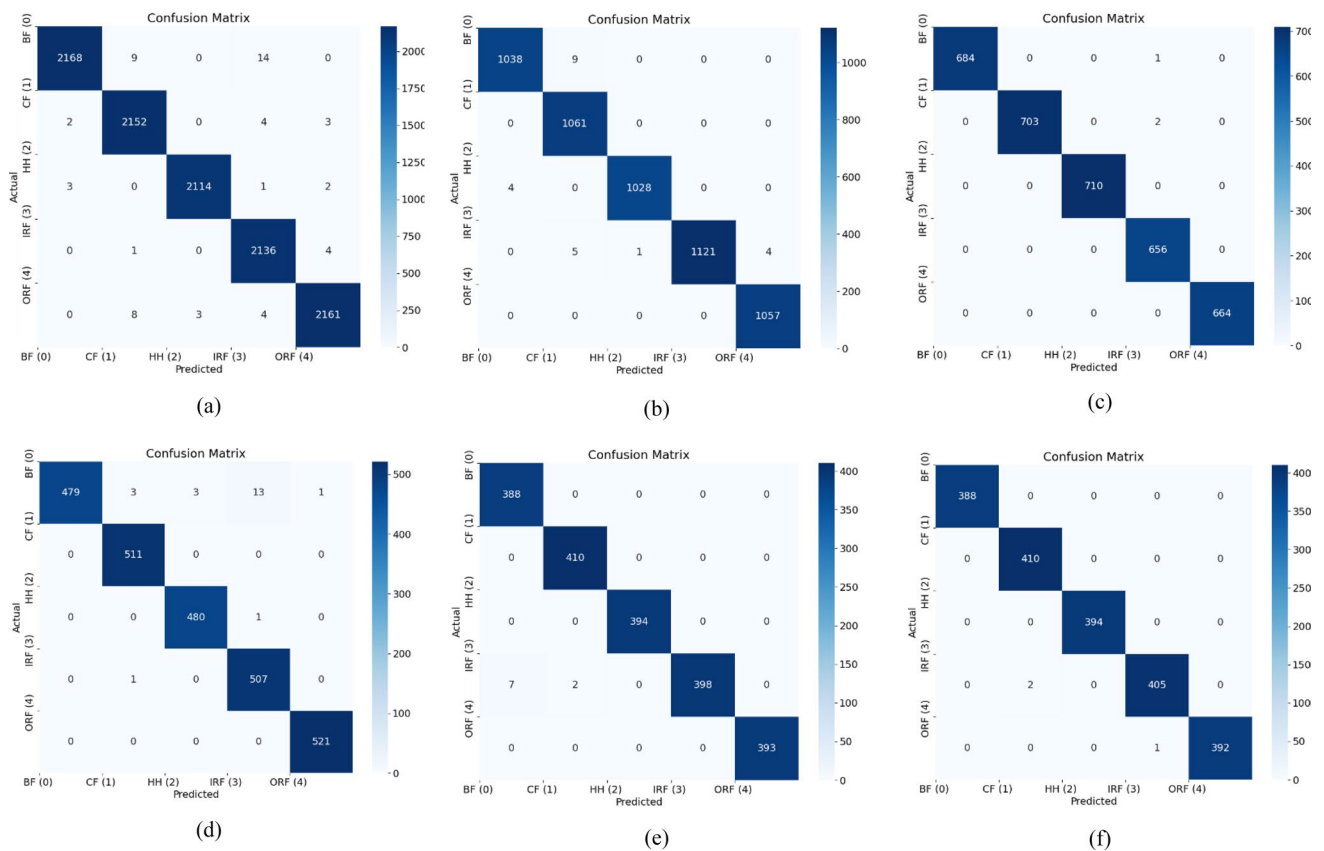 Confusion Matrix
BF (0) 2168 9 0 14 0
CF (1) 2 2152 0 4 3
HH (2) 3 0 2114 1 2
IRF (3) 0 1 0 2136 4
ORF (4) 0 8 3 4 2161
Actual
BF (0) CF (1) HH (2) IRF (3) ORF (4)
Predicted
2000
1750
1500
1250
1000
750
500
250
0
(a)
Confusion Matrix
BF (0) 1038 9 0 0 0
CF (1) 0 1061 0 0 0
HH (2) 4 0 1028 0 0
IRF (3) 0 5 1 1121 4
ORF (4) 0 0 0 0 1057
Actual
BF (0) CF (1) HH (2) IRF (3) ORF (4)
Predicted
1000
800
600
400
200
0
(b)
Confusion Matrix
BF (0) 684 0 0 1 0
CF (1) 0 703 0 2 0
HH (2) 0 0 710 0 0
IRF (3) 0 0 0 656 0
ORF (4) 0 0 0 0 664
Actual
BF (0) CF (1) HH (2) IRF (3) ORF (4)
Predicted
700
600
500
400
300
200
100
0
(c)
Confusion Matrix
BF (0) 479 3 3 13 1
CF (1) 0 511 0 0 0
HH (2) 0 0 480 1 0
IRF (3) 0 1 0 507 0
ORF (4) 0 0 0 0 521
Actual
BF (0) CF (1) HH (2) IRF (3) ORF (4)
Predicted
500
400
300
200
100
0
(d)
Confusion Matrix
BF (0) 388 0 0 0 0
CF (1) 0 410 0 0 0
HH (2) 0 0 394 0 0
IRF (3) 7 2 0 398 0
ORF (4) 0 0 0 0 393
Actual
BF (0) CF (1) HH (2) IRF (3) ORF (4)
Predicted
400
350
300
250
200
150
100
50
0
(e)
Confusion Matrix
BF (0) 388 0 0 0 0
CF (1) 0 410 0 0 0
HH (2) 0 0 394 0 0
IRF (3) 0 2 0 405 0
ORF (4) 0 0 0 1 392
Actual
BF (0) CF (1) HH (2) IRF (3) ORF (4)
Predicted
400
350
300
250
200
150
100
50
0
(f)